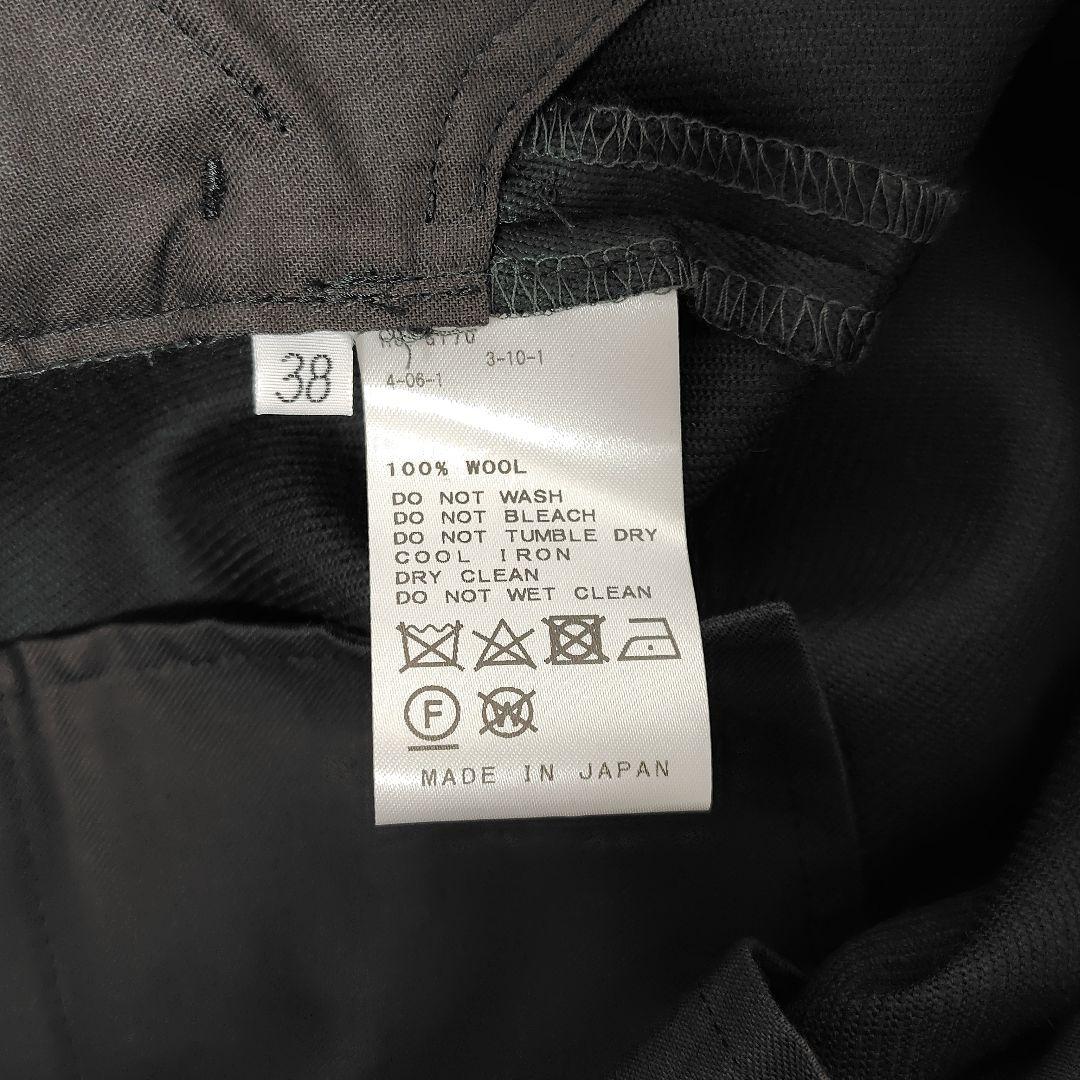 38
3-10-1
4-06-1
100% WOOL
DO NOT WASH
DO NOT BLEACH
DO NOT TUMBLE DRY
COOL IRON
DRY CLEAN
DO NOT WET CLEAN
F W
MADE IN JAPAN